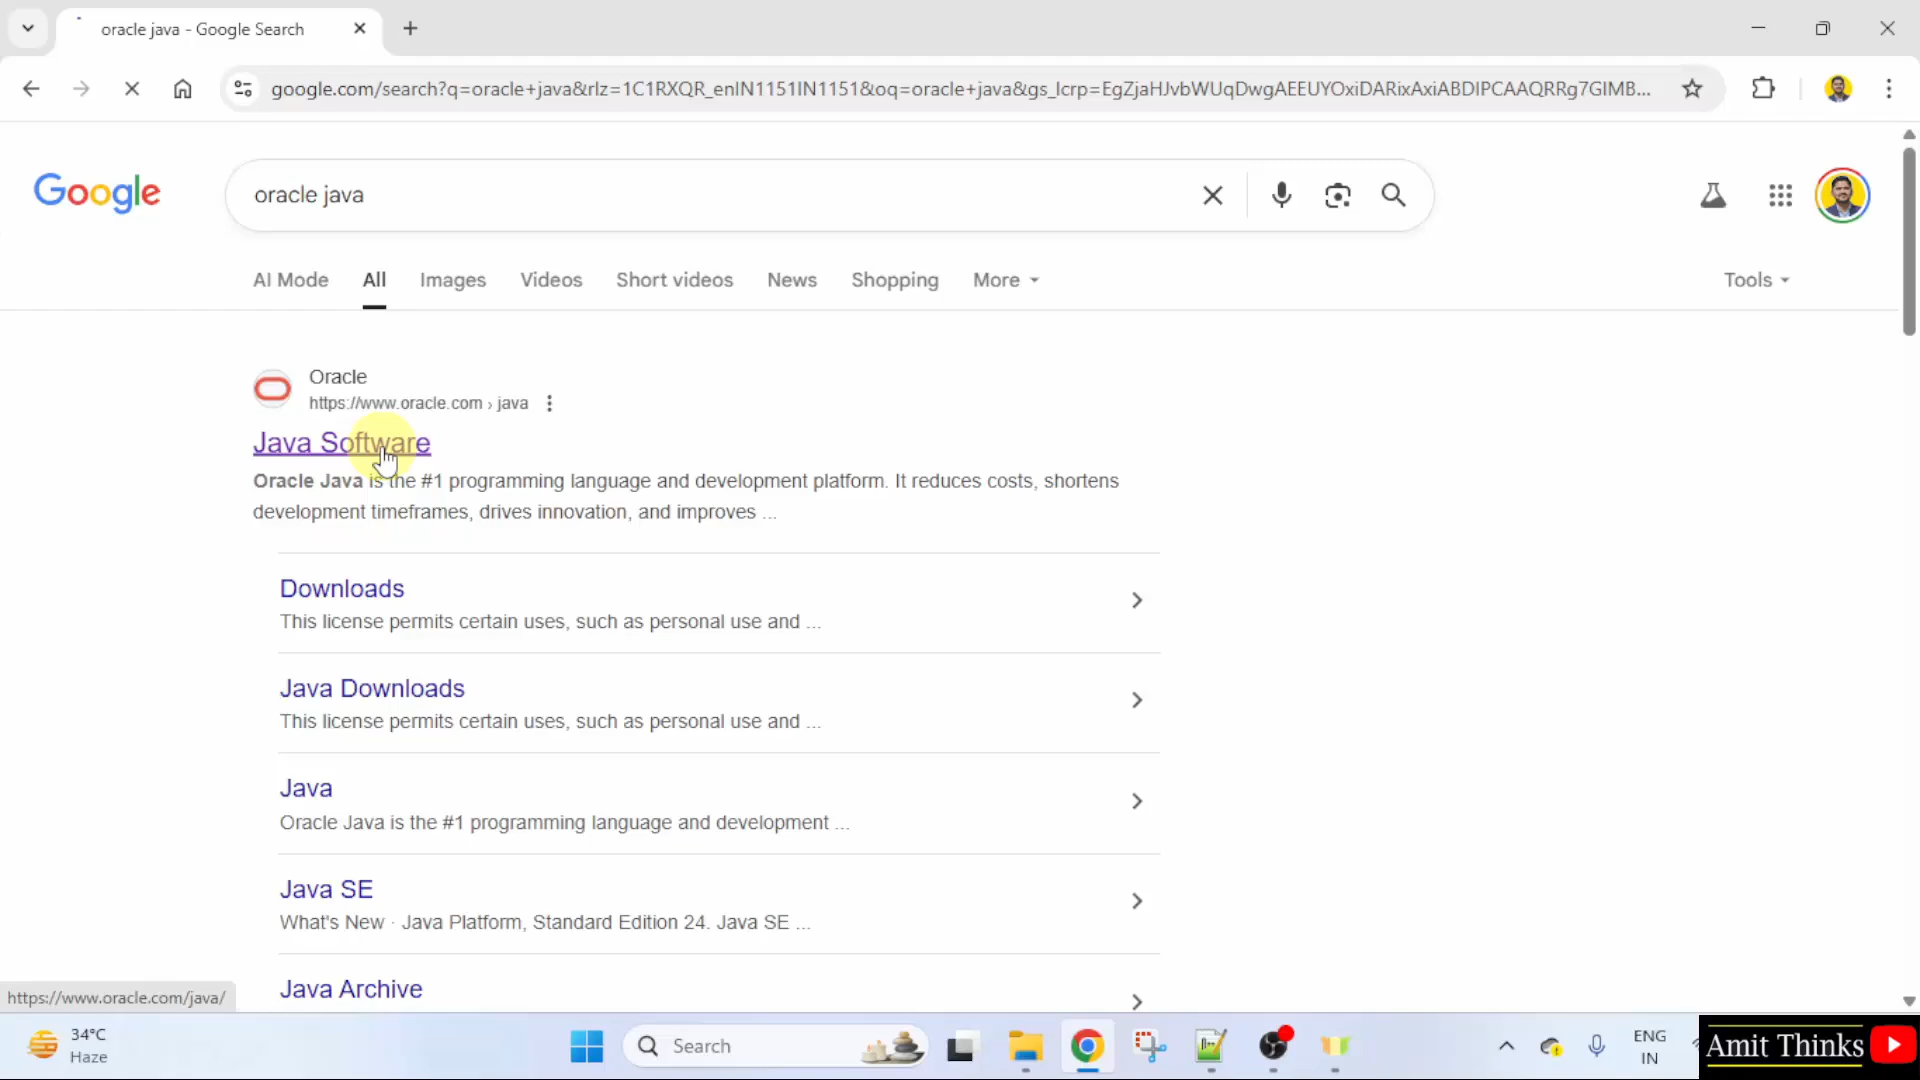 oracle java - Google Search
google.com/search?q=oracle+java&rlz=1C1RXQR_enIN1151IN1151&oq=oracle+java&gs_lcrp=EgZjaHJvbWUqDwgAEEUYOxiDARixAxiABDIPCAAQRRg7GIMB...
Google
oracle java
AI Mode
All
Images
Videos
Short videos
News
Shopping
More
Tools
Oracle
https://www.oracle.com › java
Java Software
Oracle Java is the #1 programming language and development platform. It reduces costs, shortens
development timeframes, drives innovation, and improves ...
Downloads
This license permits certain uses, such as personal use and ...
Java Downloads
This license permits certain uses, such as personal use and ...
Java
Oracle Java is the #1 programming language and development ...
Java SE
What's New · Java Platform, Standard Edition 24. Java SE ...
Java Archive
https://www.oracle.com/java/
34°C
Haze
Search
ENG
IN
Amit Thinks